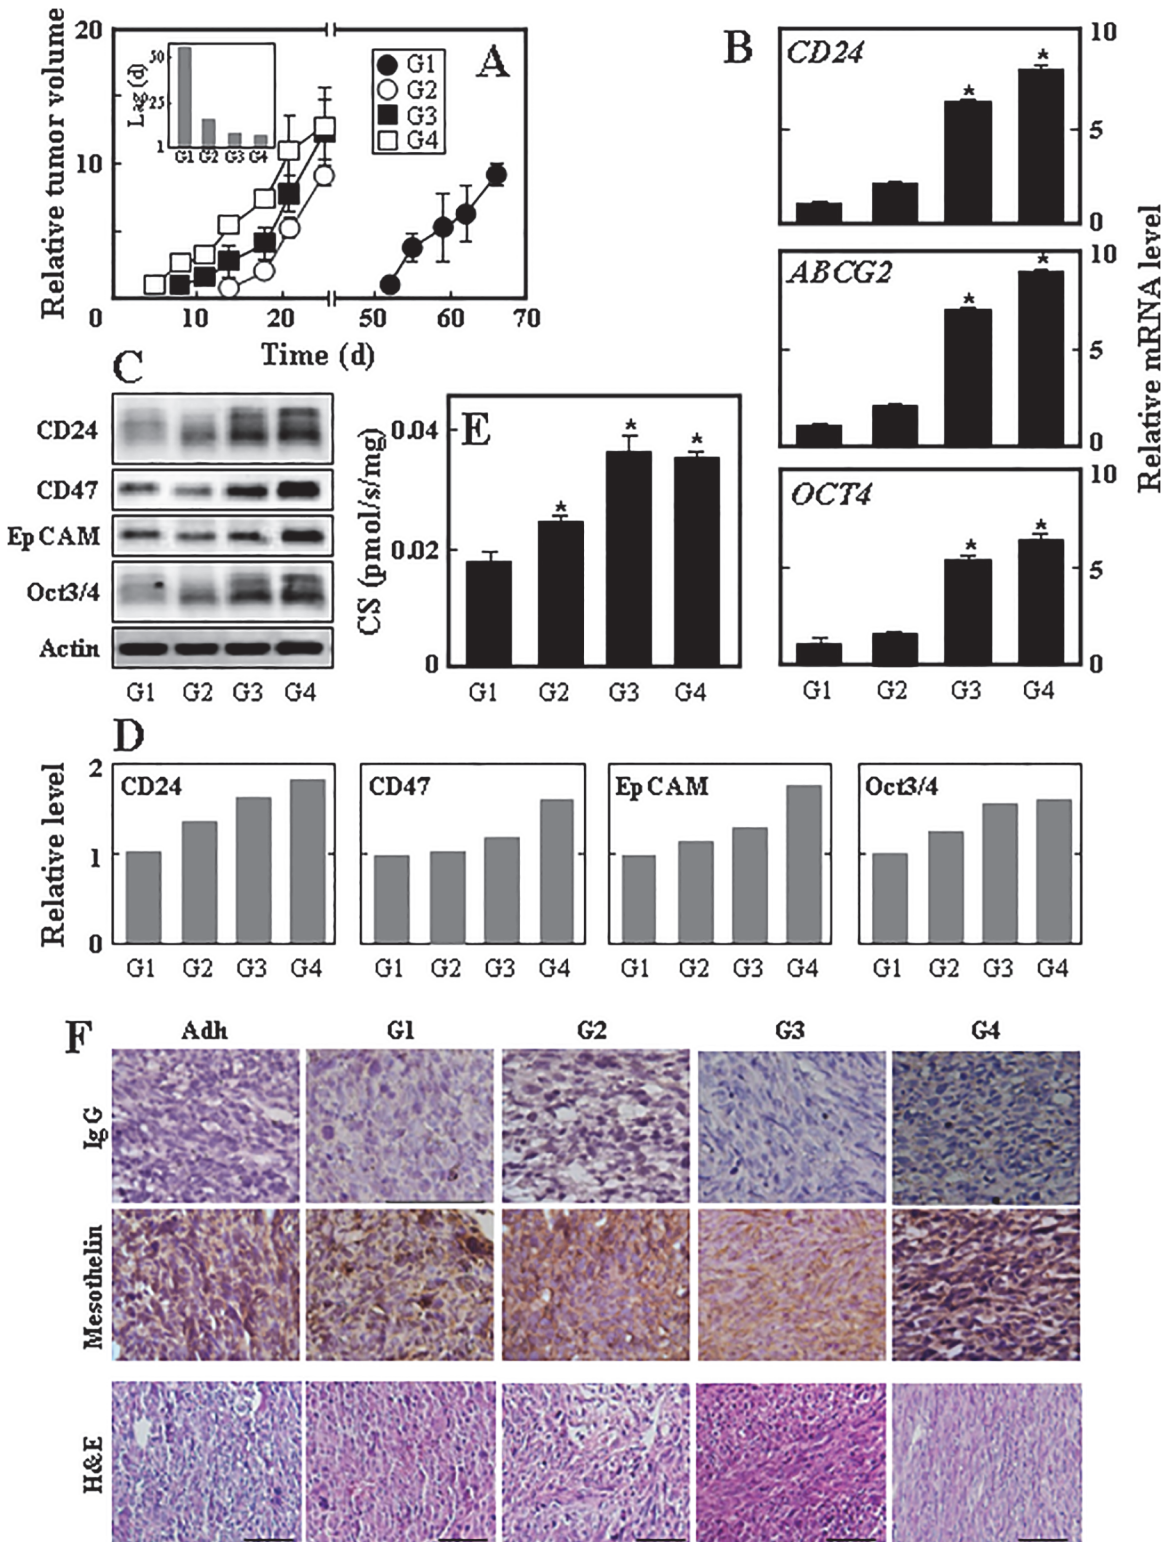 A
Relative tumor volume
20
10
0
10
20
50
60
70
Time (d)
Lag (d)
50
25
1
G1 G2 G3 G4
G1
G2
G3
G4
B
CD24
*
*
10
5
0
ABCG2
*
*
10
5
0
OCT4
*
*
10
5
0
Relative mRNA level
G1 G2 G3 G4
C
CD24
CD47
Ep CAM
Oct3/4
Actin
G1 G2 G3 G4
E
CS (pmol/s/mg)
0.04
0.02
0
*
*
*
G1 G2 G3 G4
D
Relative level
2
1
0
CD24
CD47
Ep CAM
Oct3/4
G1 G2 G3 G4
G1 G2 G3 G4
G1 G2 G3 G4
G1 G2 G3 G4
F
Adh G1 G2 G3 G4
Ig G
Mesothelin
H&E